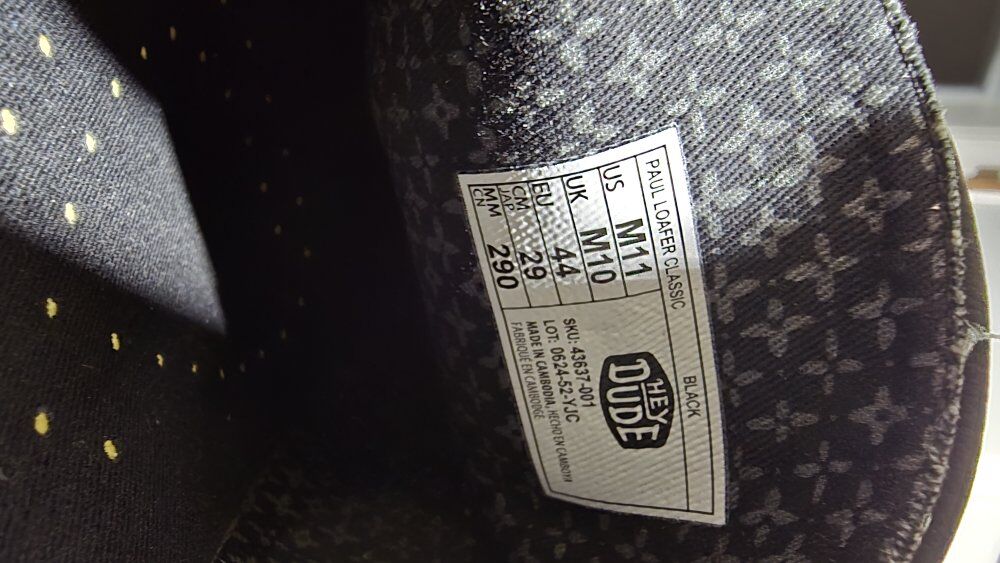 PAUL LOAFER CLASSIC BLACK
US M11
UK M10
EU 44
CM JAP 29
MM CN 290
HEY
DUDE
SKU: 43637-001
LOT: 0624-52-YJC
MADE IN CAMBODIA, HECHO EN CAMBOYA
FABRIQUÉ EN CAMBODGE